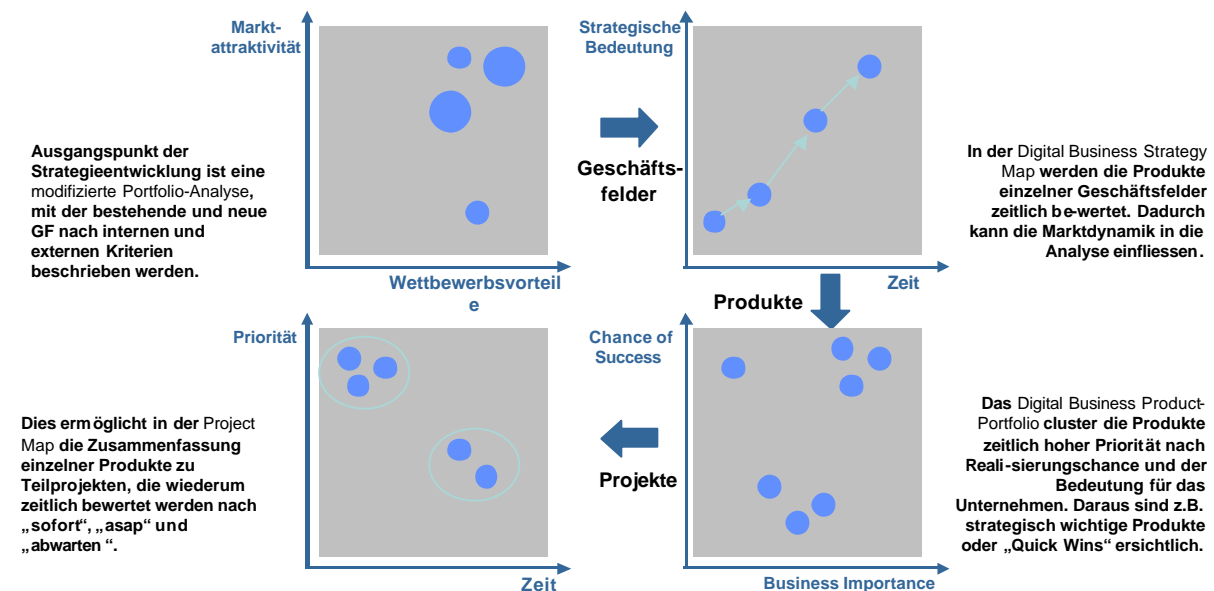 Markt-
attraktivität
Ausgangspunkt der
Strategieentwicklung ist eine
modifizierte Portfolio-Analyse,
mit der bestehende und neue
GF nach internen und
externen Kriterien
beschrieben werden.
Wettbewerbsvorteil
e
Geschäfts-
felder
Strategische
Bedeutung
Zeit
In der Digital Business Strategy
Map werden die Produkte
einzelner Geschäftsfelder
zeitlich be-wertet. Dadurch
kann die Marktdynamik in die
Analyse einfliessen.
Produkte
Priorität
Dies ermöglicht in der Project
Map die Zusammenfassung
einzelner Produkte zu
Teilprojekten, die wiederum
zeitlich bewertet werden nach
„sofort“, „asap“ und
„abwarten “.
Zeit
Projekte
Chance of
Success
Business Importance
Das Digital Business Product-
Portfolio cluster die Produkte
zeitlich hoher Priorität nach
Reali-sierungschance und der
Bedeutung für das
Unternehmen. Daraus sind z.B.
strategisch wichtige Produkte
oder „Quick Wins“ ersichtlich.